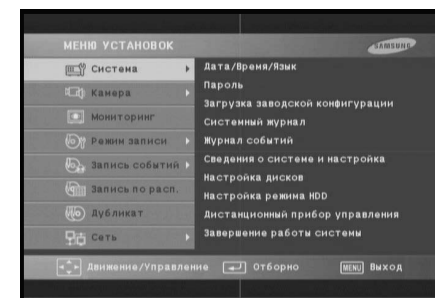 МЕНЮ УСТАНОВОК
SAMSUNG
Система
Камера
Мониторинг
Режим записи
Запись событий
Запись по расп.
Дубликат
Сеть
Дата/Время/Язык
Пароль
Загрузка заводской конфигурации
Системный журнал
Журнал событий
Сведения о системе и настройка
Настройка дисков
Настройка режима HDD
Дистанционный прибор управления
Завершение работы системы
Движение/Управление
Отборно
MENU Выход